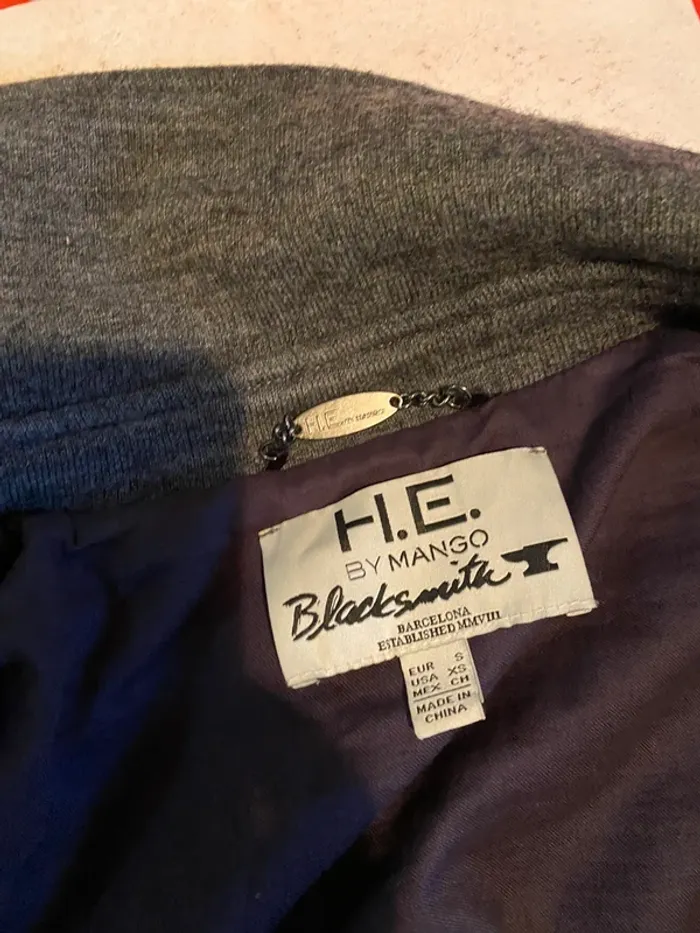 H.E.
H.E.
BY MANGO
Blacksmith
BARCELONA
ESTABLISHED MMVIII
EUR S
USA XS
MEX CH
MADE IN
CHINA